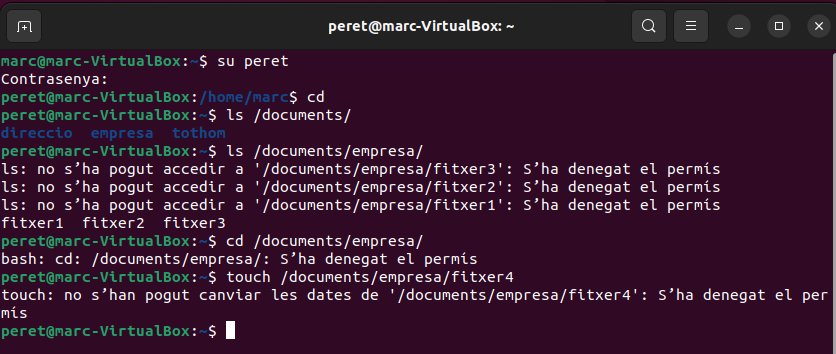 peret@marc-VirtualBox: ~
marc@marc-VirtualBox:~$ su peret
Contrasenya:
peret@marc-VirtualBox:/home/marc$ cd
peret@marc-VirtualBox:~$ ls /documents/
direccio  empresa  tothom
peret@marc-VirtualBox:~$ ls /documents/empresa/
ls: no s’ha pogut accedir a '/documents/empresa/fitxer3': S’ha denegat el permís
ls: no s’ha pogut accedir a '/documents/empresa/fitxer2': S’ha denegat el permís
ls: no s’ha pogut accedir a '/documents/empresa/fitxer1': S’ha denegat el permís
fitxer1  fitxer2  fitxer3
peret@marc-VirtualBox:~$ cd /documents/empresa/
bash: cd: /documents/empresa/: S’ha denegat el permís
peret@marc-VirtualBox:~$ touch /documents/empresa/fitxer4
touch: no s’han pogut canviar les dates de '/documents/empresa/fitxer4': S’ha denegat el per
mís
peret@marc-VirtualBox:~$